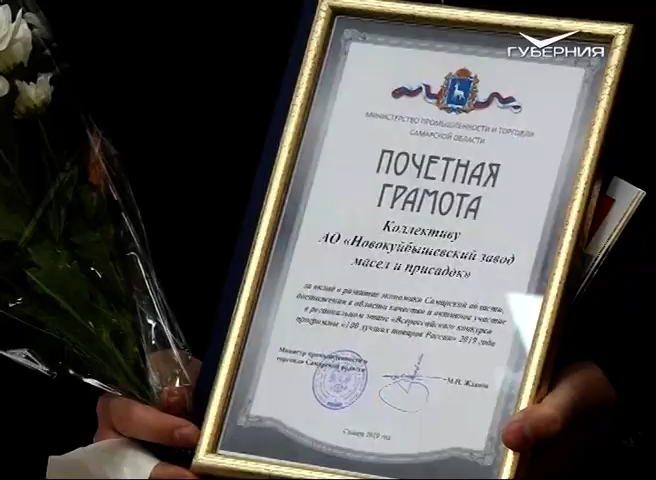 ГУБЕРНИЯ
МИНИСТЕРСТВО ПРОМЫШЛЕННОСТИ И ТОРГОВЛИ
САМАРСКОЙ ОБЛАСТИ
ПОЧЕТНАЯ
ГРАМОТА
Коллективу
АО «Новокуйбышевский завод
масел и присадок»
за вклад в развитие экономики Самарской области,
достижения в области качества и активное участие
в региональном этапе «Всероссийского конкурса
программы «100 лучших товаров России» 2019 года
Министр промышленности и
торговли Самарской области
М.Н. Жданов
Самара 2019 год